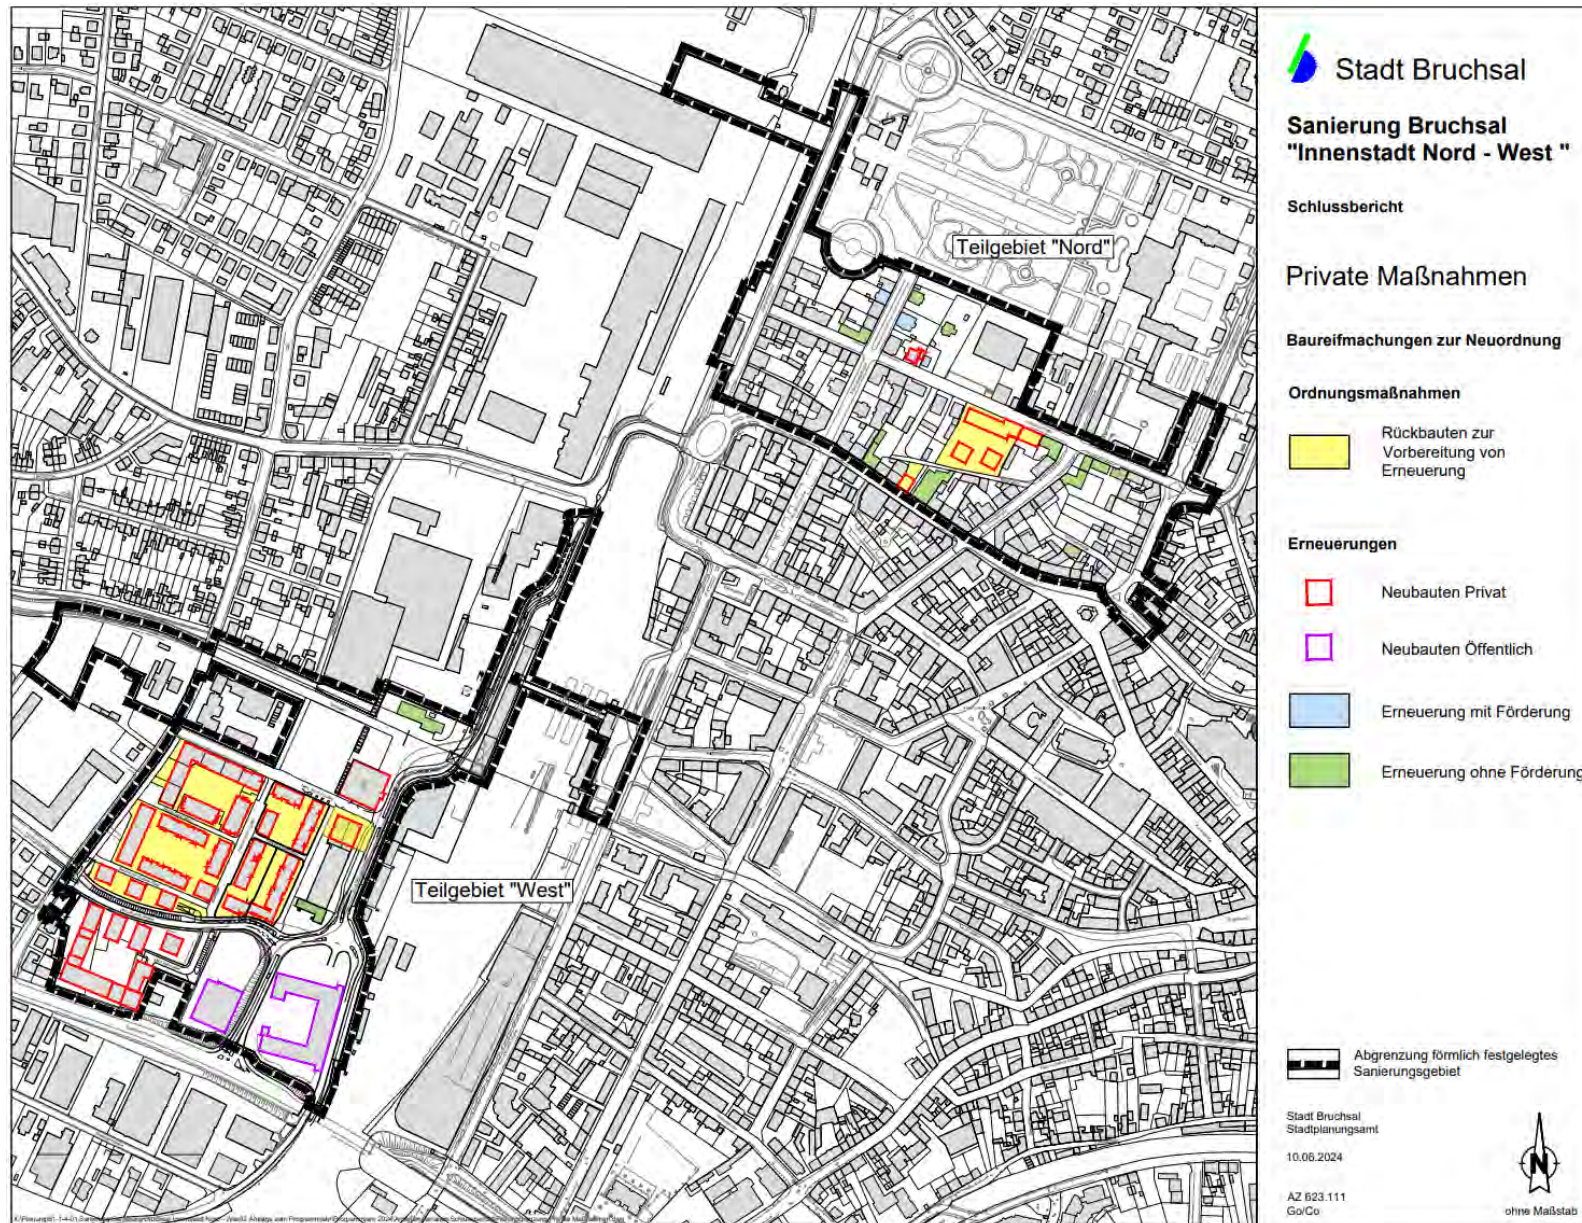 Stadt Bruchsal
Sanierung Bruchsal
"Innenstadt Nord - West "
Schlussbericht
Private Maßnahmen
Baureifmachungen zur Neuordnung
Ordnungsmaßnahmen
Rückbauten zur
Vorbereitung von
Erneuerung
Erneuerungen
Neubauten Privat
Neubauten Öffentlich
Erneuerung mit Förderung
Erneuerung ohne Förderung
Abgrenzung förmlich festgelegtes
Sanierungsgebiet
Stadt Bruchsal
Stadtplanungsamt
10.06.2024
AZ 623.111
Go/Co
N
ohne Maßstab
Teilgebiet "Nord"
Teilgebiet "West"